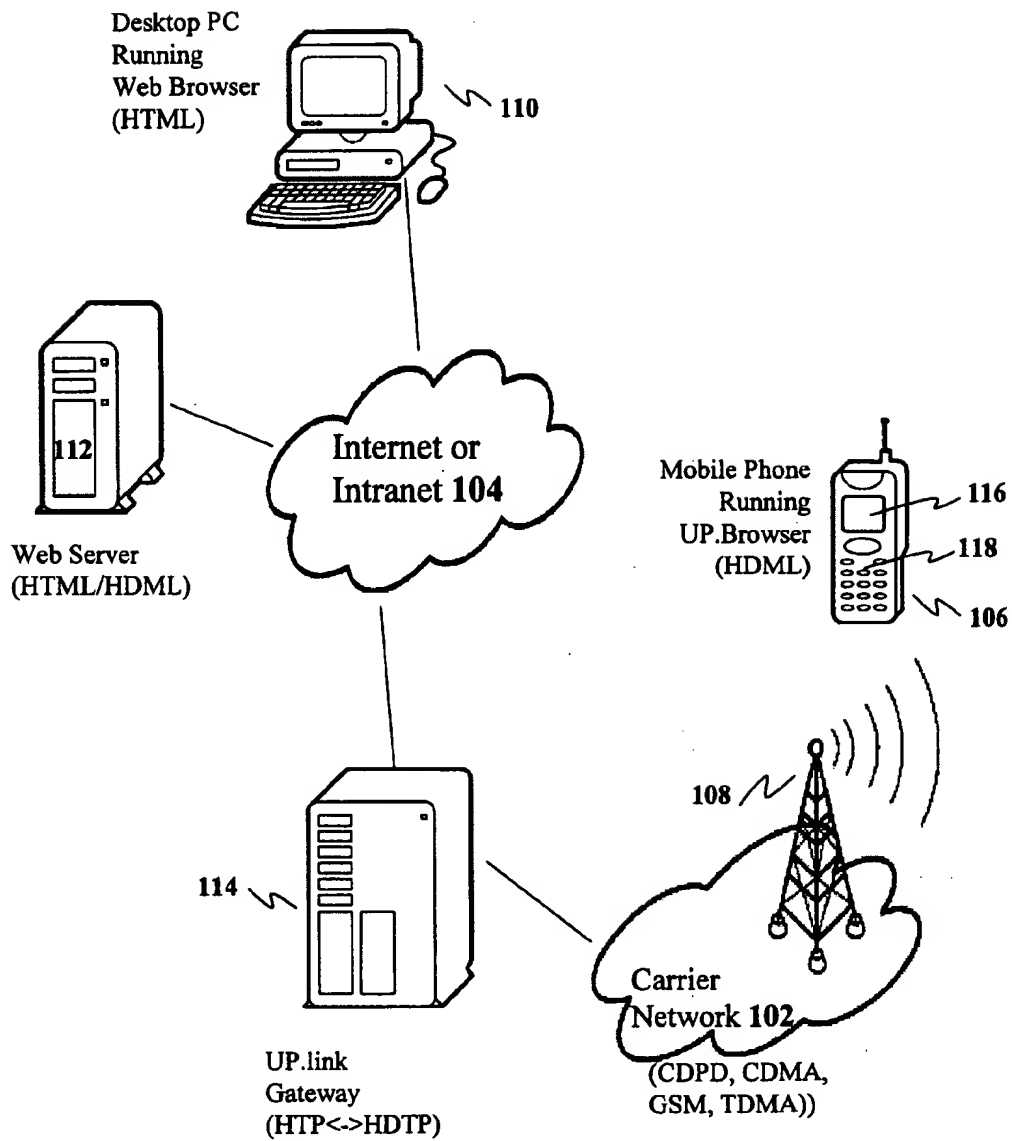 Desktop PC
Running
Web Browser
(HTML)
110
112
Web Server
(HTML/HDML)
Internet or
Intranet 104
Mobile Phone
Running
UP.Browser
(HDML)
116
118
106
108
114
UP.link
Gateway
(HTP<->HDTP)
Carrier
Network 102
(CDPD, CDMA,
GSM, TDMA))